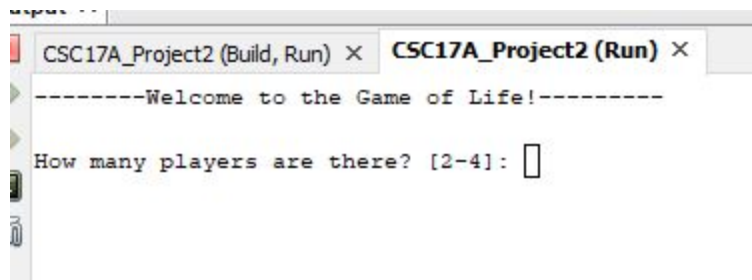 CSC17A_Project2 (Build, Run) × CSC17A_Project2 (Run) ×
--------Welcome to the Game of Life!---------
How many players are there? [2-4]: